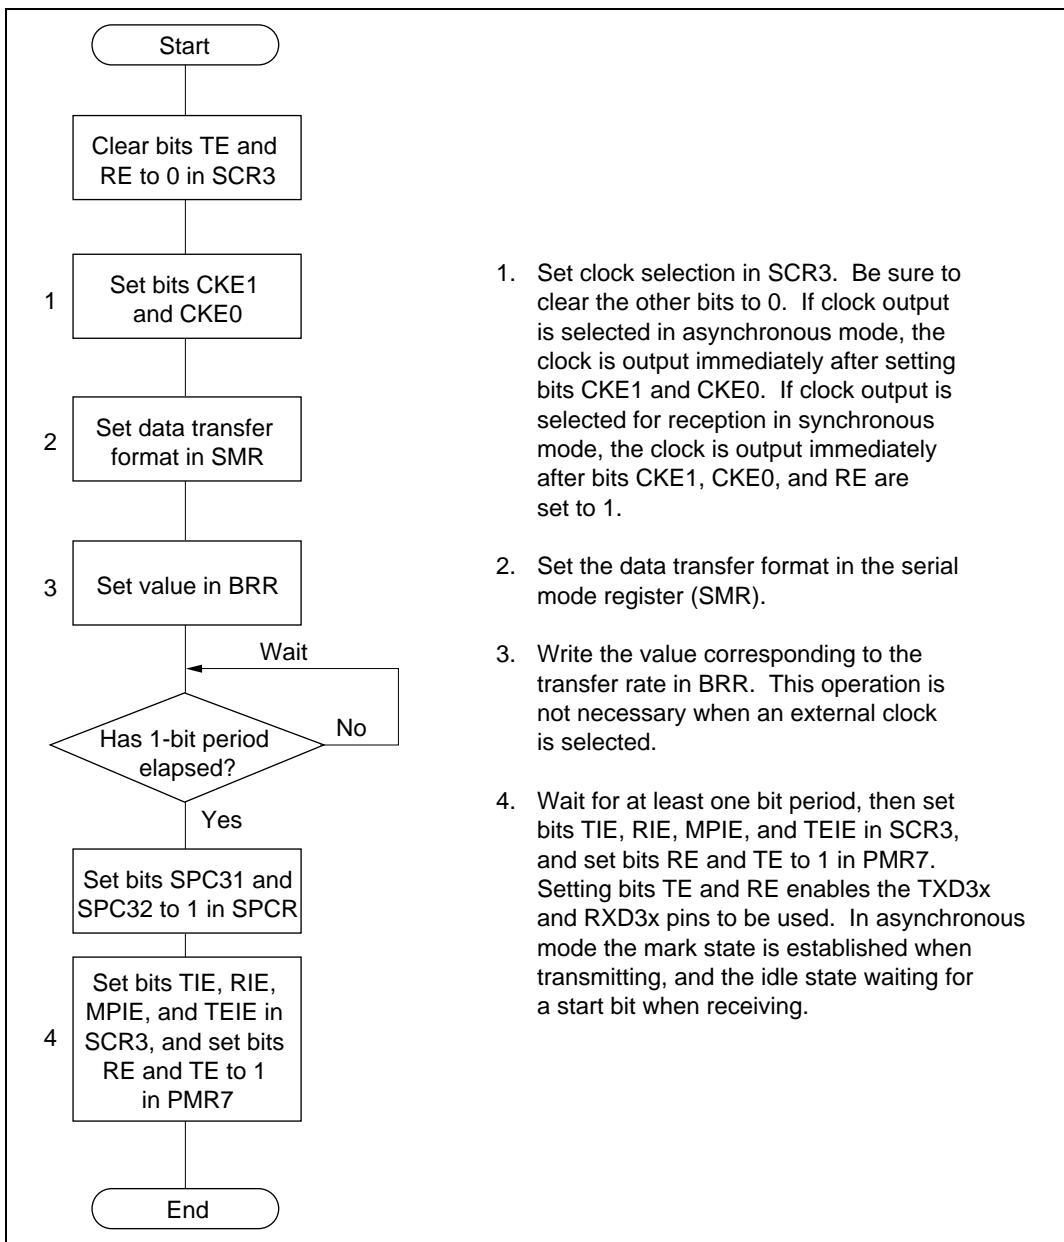 Start
Clear bits TE and
RE to 0 in SCR3
1
Set bits CKE1
and CKE0
2
Set data transfer
format in SMR
3
Set value in BRR
Wait
Has 1-bit period
elapsed?
No
Yes
Set bits SPC31 and
SPC32 to 1 in SPCR
4
Set bits TIE, RIE,
MPIE, and TEIE in
SCR3, and set bits
RE and TE to 1
in PMR7
End
1. Set clock selection in SCR3. Be sure to
clear the other bits to 0. If clock output
is selected in asynchronous mode, the
clock is output immediately after setting
bits CKE1 and CKE0. If clock output is
selected for reception in synchronous
mode, the clock is output immediately
after bits CKE1, CKE0, and RE are
set to 1.
2. Set the data transfer format in the serial
mode register (SMR).
3. Write the value corresponding to the
transfer rate in BRR. This operation is
not necessary when an external clock
is selected.
4. Wait for at least one bit period, then set
bits TIE, RIE, MPIE, and TEIE in SCR3,
and set bits RE and TE to 1 in PMR7.
Setting bits TE and RE enables the TXD3x
and RXD3x pins to be used. In asynchronous
mode the mark state is established when
transmitting, and the idle state waiting for
a start bit when receiving.